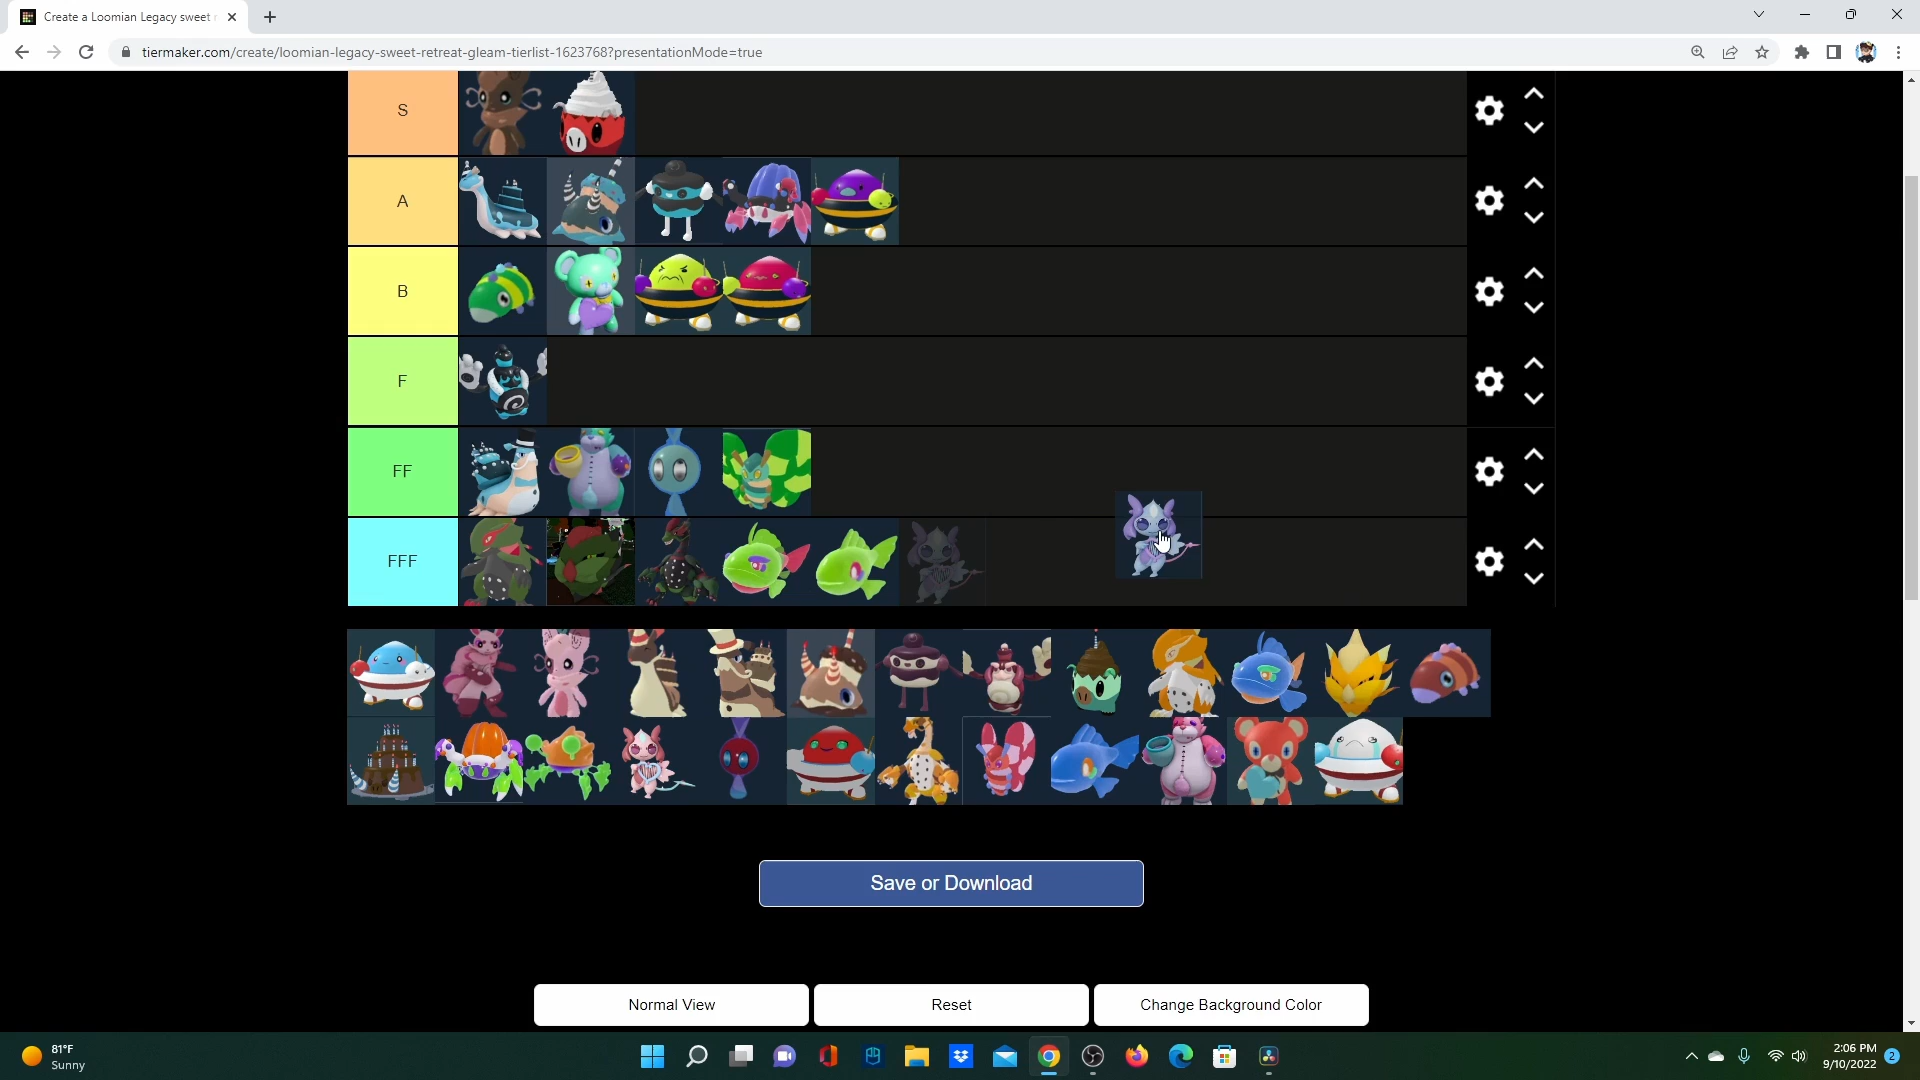 Create a Loomian Legacy sweet
tiermaker.com/create/loomian-legacy-sweet-retreat-gleam-tierlist-1623768?presentationMode=true
S
A
B
F
FF
FFF
Save or Download
Normal View
Reset
Change Background Color
81°F
Sunny
2:06 PM
9/10/2022
2